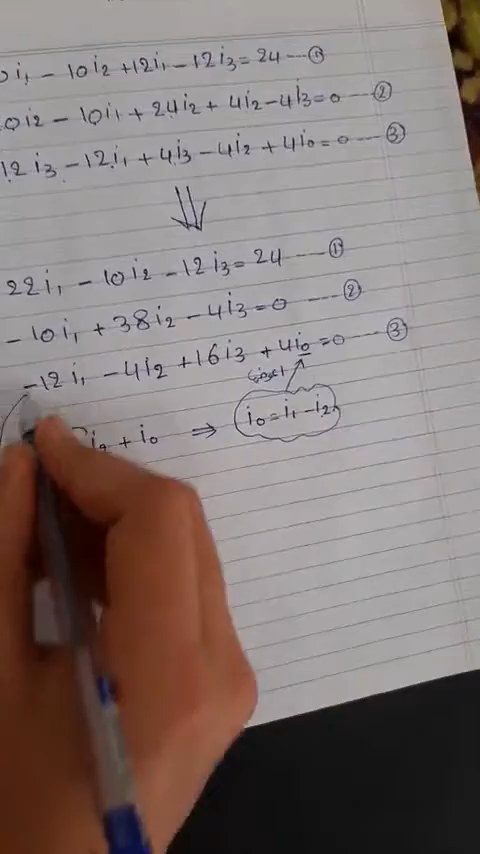 0i₁ - 10i₂ + 12i₁ - 12i₃ = 24 --- ①
0i₂ - 10i₁ + 24i₂ + 4i₂ - 4i₃ = 0 --- ②
12i₃ - 12i₁ + 4i₃ - 4i₂ + 4i₀ = 0 --- ③
⇓
22i₁ - 10i₂ - 12i₃ = 24 --- ①
-10i₁ + 38i₂ - 4i₃ = 0 --- ②
-12i₁ - 4i₂ + 16i₃ + 4i₀ = 0 --- ③
+ i₀ ⇒ i₀ = i₁ - i₂